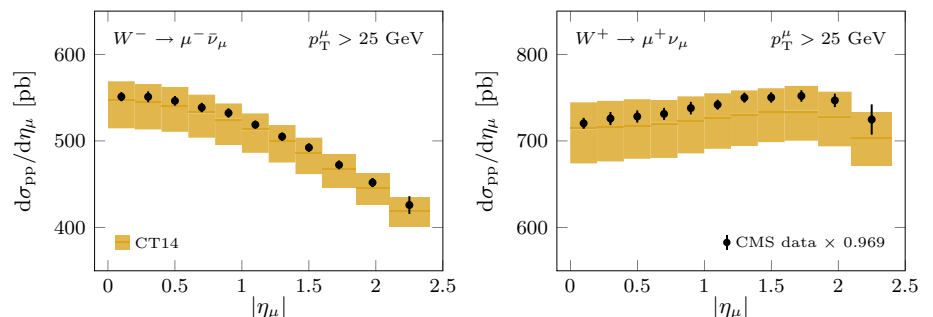 W⁻ → μ⁻ν̄_μ
p_T^μ > 25 GeV
600
500
400
dσ_pp/dη_μ [pb]
CT14
0 0.5 1 1.5 2 2.5
|η_μ|
W⁺ → μ⁺ν_μ
p_T^μ > 25 GeV
800
700
600
dσ_pp/dη_μ [pb]
CMS data × 0.969
0 0.5 1 1.5 2 2.5
|η_μ|